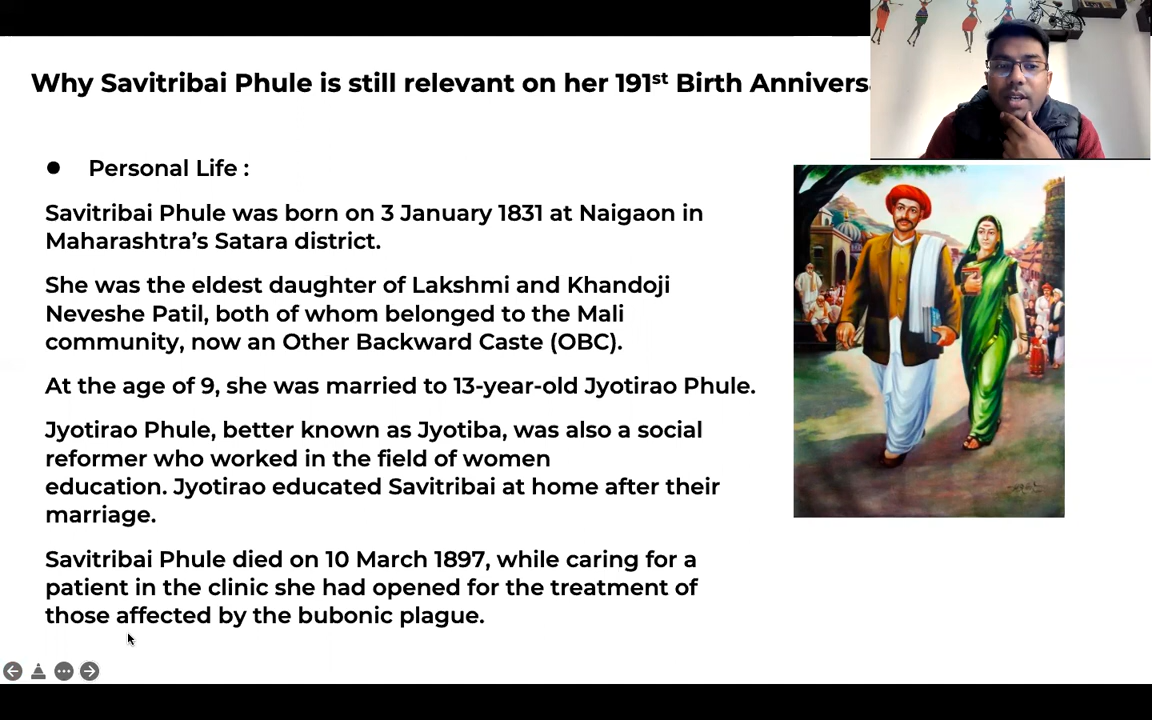 Why Savitribai Phule is still relevant on her 191st Birth Annivers
● Personal Life :
Savitribai Phule was born on 3 January 1831 at Naigaon in
Maharashtra’s Satara district.
She was the eldest daughter of Lakshmi and Khandoji
Neveshe Patil, both of whom belonged to the Mali
community, now an Other Backward Caste (OBC).
At the age of 9, she was married to 13-year-old Jyotirao Phule.
Jyotirao Phule, better known as Jyotiba, was also a social
reformer who worked in the field of women
education. Jyotirao educated Savitribai at home after their
marriage.
Savitribai Phule died on 10 March 1897, while caring for a
patient in the clinic she had opened for the treatment of
those affected by the bubonic plague.